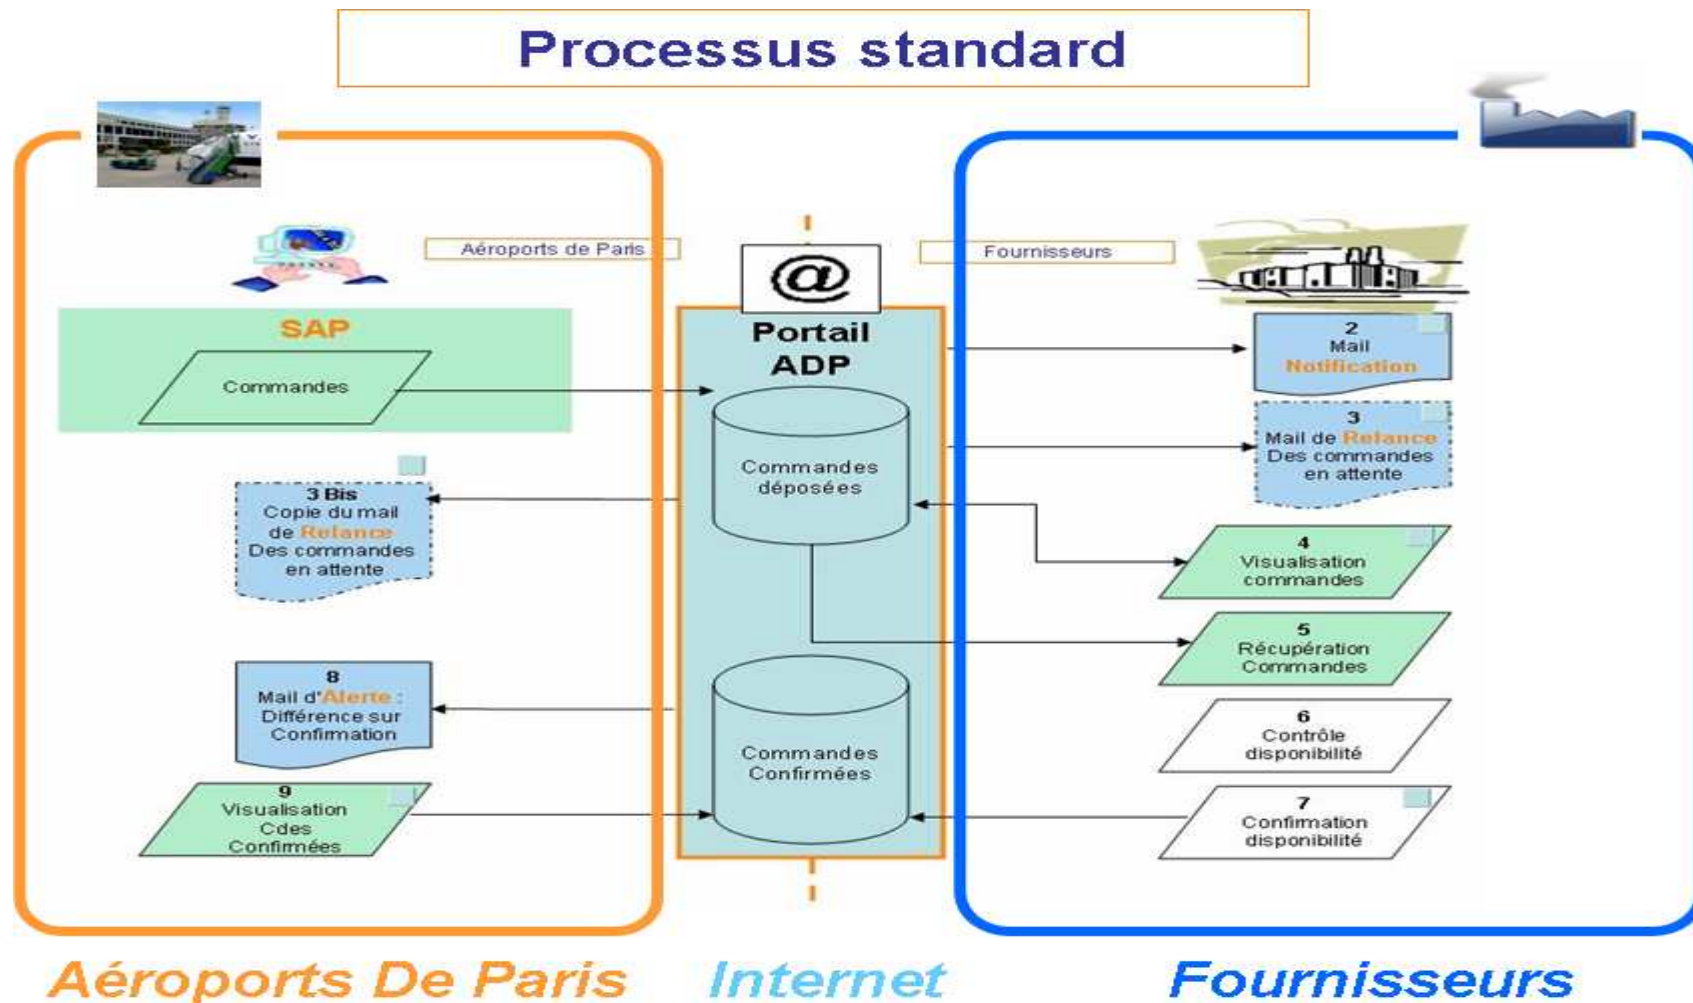 Processus standard
Aéroports de Paris
Fournisseurs
@
SAP
Commandes
Portail
ADP
Commandes
déposées
Commandes
Confirmées
2
Mail
Notification
3
Mail de Relance
Des commandes
en attente
3 Bis
Copie du mail
de Relance
Des commandes
en attente
4
Visualisation
commandes
5
Récupération
Commandes
6
Contrôle
disponibilité
7
Confirmation
disponibilité
8
Mail d'Alerte :
Différence sur
Confirmation
9
Visualisation
Cdes
Confirmées
Aéroports De Paris
Internet
Fournisseurs